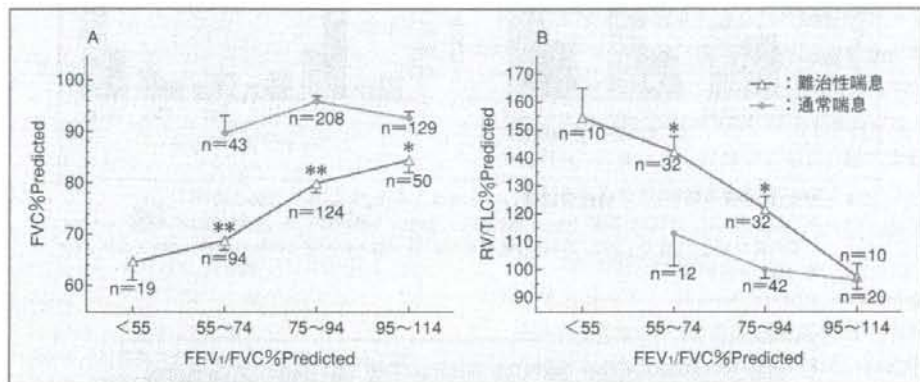 A
FVC%Predicted
100
90
80
70
60
n=43
n=208
n=129
n=19
**
n=94
**
n=124
*
n=50
<55
55〜74
75〜94
95〜114
FEV₁/FVC%Predicted
B
RV/TLC%Predicted
170
160
150
140
130
120
110
100
90
△:難治性喘息
●:通常喘息
n=10
*
n=32
*
n=32
n=10
n=12
n=42
n=20
<55
55〜74
75〜94
95〜114
FEV₁/FVC%Predicted